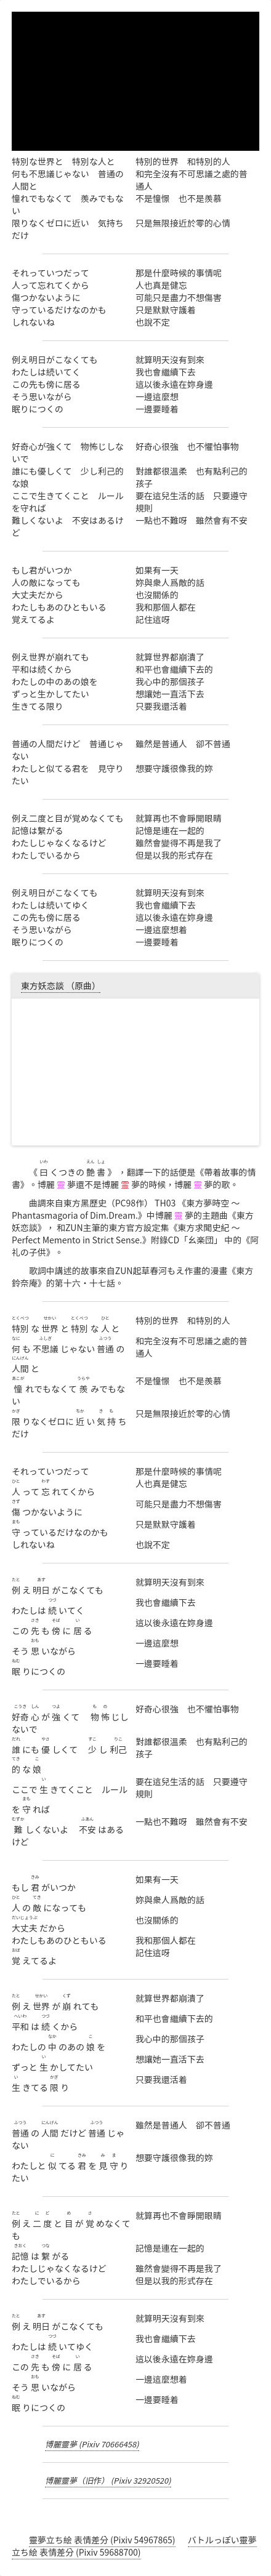 特別な世界と　特別な人と　特別的世界　和特別的人
何も不思議じゃない　普通の人間と　和完全沒有不可思議之處的普通人
憧れでもなくて　羨みでもない　不是憧憬　也不是羨慕
限りなくゼロに近い　気持ちだけ　只是無限接近於零的心情
それっていつだって　那是什麼時候的事情呢
人って忘れてくから　人也真是健忘
傷つかないように　可能只是盡力不想傷害
守っているだけなのかも　只是默默守護着
しれないね　也說不定
例え明日がこなくても　就算明天沒有到來
わたしは続いてく　我也會繼續下去
この先も傍に居る　這以後永遠在妳身邊
そう思いながら　一邊這麼想
眠りにつくの　一邊要睡着
好奇心が強くて　物怖じしないで　好奇心很強　也不懼怕事物
誰にも優しくて　少し利己的な娘　對誰都很溫柔　也有點利己的孩子
ここで生きてくこと　ルールを守れば　要在這兒生活的話　只要遵守規則
難しくないよ　不安はあるけど　一點也不難呀　雖然會有不安
もし君がいつか　如果有一天
人の敵になっても　妳與衆人爲敵的話
大丈夫だから　也沒關係的
わたしもあのひともいる　我和那個人都在
覚えてるよ　記住這呀
例え世界が崩れても　就算世界都崩潰了
平和は続くから　和平也會繼續下去的
わたしの中のあの娘を　我心中的那個孩子
ずっと生かしてたい　想讓她一直活下去
生きてる限り　只要我還活着
普通の人間だけど　普通じゃない　雖然是普通人　卻不普通
わたしと似てる君を　見守りたい　想要守護很像我的妳
例え二度と目が覚めなくても　就算再也不會睜開眼睛
記憶は繋がる　記憶是連在一起的
わたしじゃなくなるけど　雖然會變得不再是我了
わたしでいるから　但是以我的形式存在
例え明日がこなくても　就算明天沒有到來
わたしは続いてゆく　我也會繼續下去
この先も傍に居る　這以後永遠在妳身邊
そう思いながら　一邊這麼想着
眠りにつくの　一邊要睡着
東方妖恋談 （原曲）
《曰くつきの艶書》，翻譯一下的話便是《帶着故事的情書》。博麗靈夢還不是博麗霊夢的時候，博麗靈夢的歌。
曲調來自東方黑歷史（PC98作） TH03 《東方夢時空 ～ Phantasmagoria of Dim.Dream.》中博麗靈夢的主題曲《東方妖恋談》， 和ZUN主筆的東方官方設定集《東方求聞史紀 ～ Perfect Memento in Strict Sense.》附錄CD「幺楽団」 中的《阿礼の子供》。
歌詞中講述的故事來自ZUN起草春河もえ作畫的漫畫《東方鈴奈庵》的第十六・十七話。
特別な世界と特別な人と　特別的世界　和特別的人
何も不思議じゃない普通の人間と　和完全沒有不可思議之處的普通人
憧れでもなくて羨みでもない　不是憧憬　也不是羨慕
限りなくゼロに近い気持ちだけ　只是無限接近於零的心情
それっていつだって　那是什麼時候的事情呢
人って忘れてくから　人也真是健忘
傷つかないように　可能只是盡力不想傷害
守っているだけなのかも　只是默默守護着
しれないね　也說不定
例え明日がこなくても　就算明天沒有到來
わたしは続いてく　我也會繼續下去
この先も傍に居る　這以後永遠在妳身邊
そう思いながら　一邊這麼想
眠りにつくの　一邊要睡着
好奇心が強くて　物怖じしないで　好奇心很強　也不懼怕事物
誰にも優しくて　少し利己的な娘　對誰都很溫柔　也有點利己的孩子
ここで生きてくこと　ルールを守れば　要在這兒生活的話　只要遵守規則
難しくないよ　不安はあるけど　一點也不難呀　雖然會有不安
もし君がいつか　如果有一天
人の敵になっても　妳與衆人爲敵的話
大丈夫だから　也沒關係的
わたしもあのひともいる　我和那個人都在
覚えてるよ　記住這呀
例え世界が崩れても　就算世界都崩潰了
平和は続くから　和平也會繼續下去的
わたしの中のあの娘を　我心中的那個孩子
ずっと生かしてたい　想讓她一直活下去
生きてる限り　只要我還活着
普通の人間だけど普通じゃない　雖然是普通人　卻不普通
わたしと似てる君を見守りたい　想要守護很像我的妳
例え二度と目が覚めなくても　就算再也不會睜開眼睛
記憶は繋がる　記憶是連在一起的
わたしじゃなくなるけど　雖然會變得不再是我了
わたしでいるから　但是以我的形式存在
例え明日がこなくても　就算明天沒有到來
わたしは続いてゆく　我也會繼續下去
この先も傍に居る　這以後永遠在妳身邊
そう思いながら　一邊這麼想着
眠りにつくの　一邊要睡着
博麗靈夢 (Pixiv 70666458)
博麗靈夢（旧作） (Pixiv 32920520)
靈夢立ち絵 表情差分 (Pixiv 54967865)　バトルっぽい靈夢立ち絵 表情差分 (Pixiv 59688700)